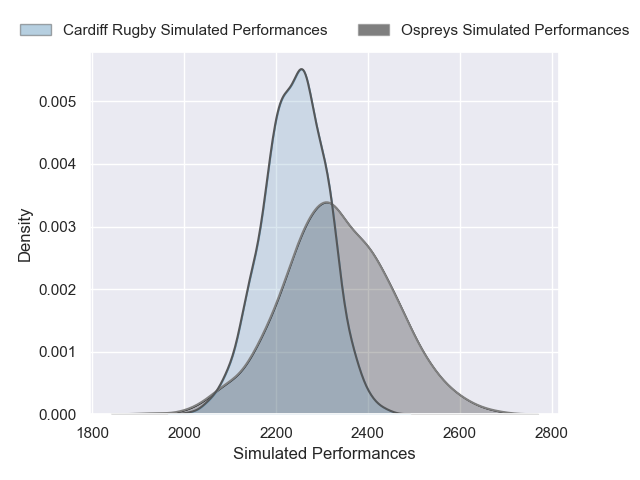 Cardiff Rugby Simulated Performances Ospreys Simulated Performances
0.005
0.004
0.003
0.002
0.001
0.000
Density
1800 2000 2200 2400 2600 2800
Simulated Performances